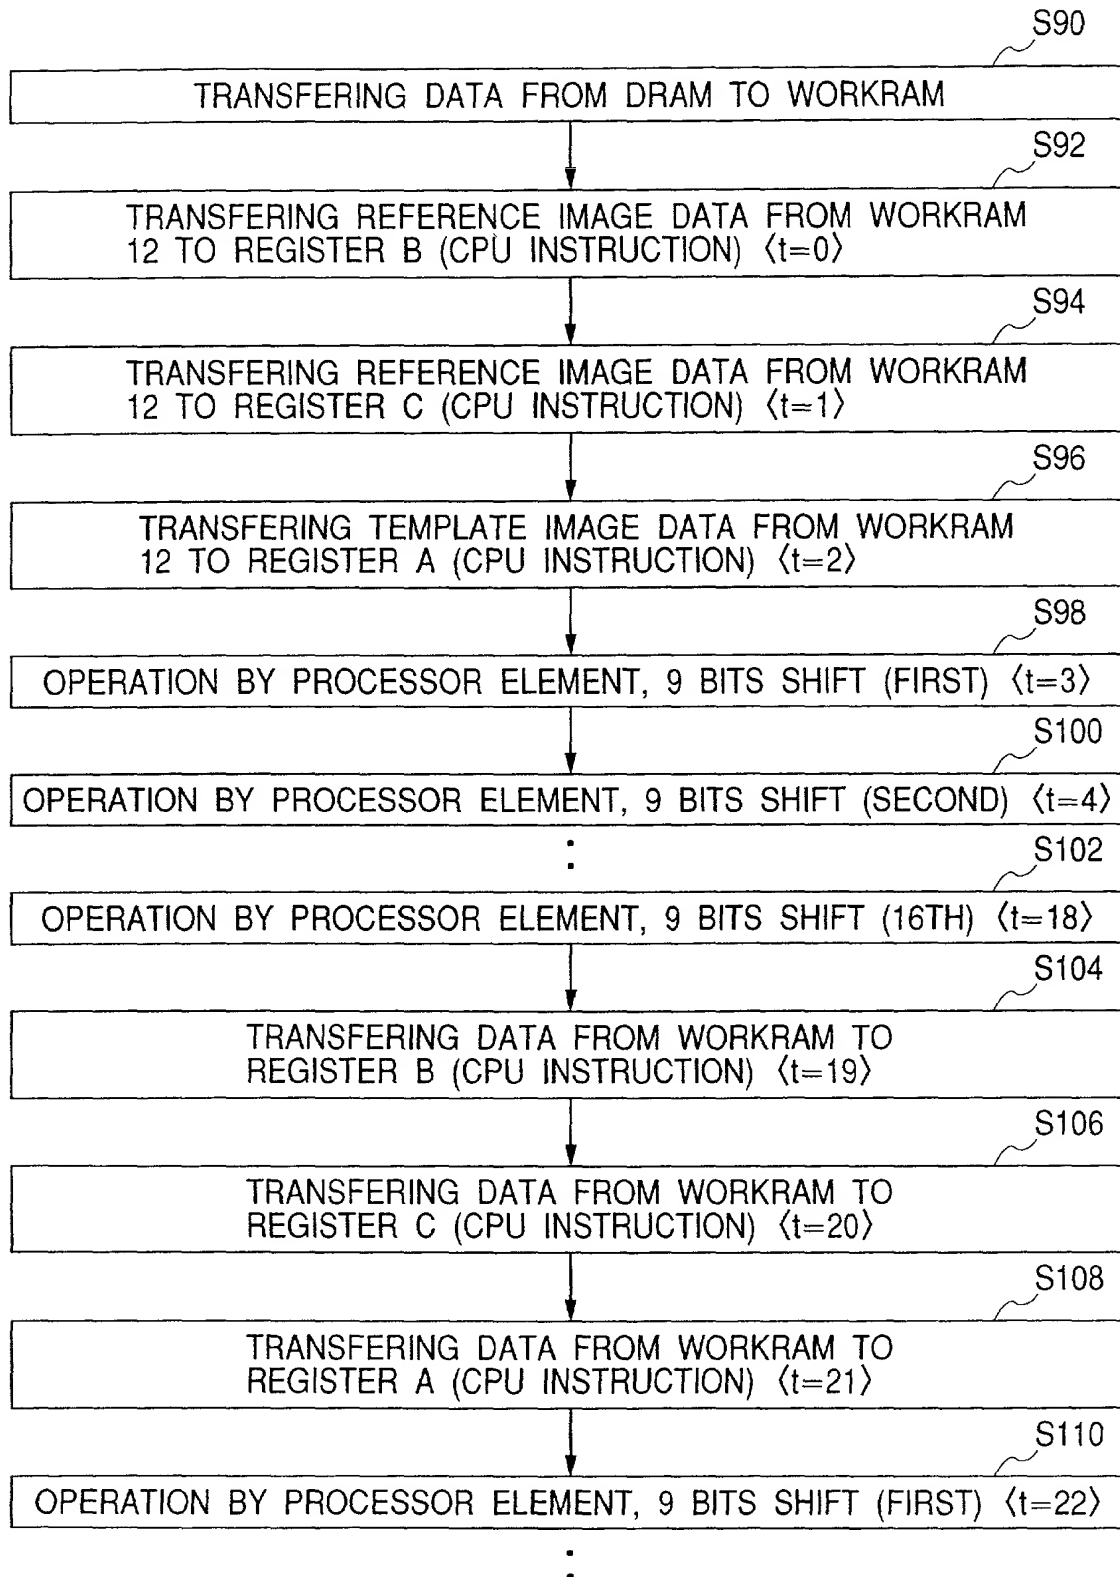 S90
TRANSFERING DATA FROM DRAM TO WORKRAM
S92
TRANSFERING REFERENCE IMAGE DATA FROM WORKRAM
12 TO REGISTER B (CPU INSTRUCTION) ⟨t=0⟩
S94
TRANSFERING REFERENCE IMAGE DATA FROM WORKRAM
12 TO REGISTER C (CPU INSTRUCTION) ⟨t=1⟩
S96
TRANSFERING TEMPLATE IMAGE DATA FROM WORKRAM
12 TO REGISTER A (CPU INSTRUCTION) ⟨t=2⟩
S98
OPERATION BY PROCESSOR ELEMENT, 9 BITS SHIFT (FIRST) ⟨t=3⟩
S100
OPERATION BY PROCESSOR ELEMENT, 9 BITS SHIFT (SECOND) ⟨t=4⟩
S102
OPERATION BY PROCESSOR ELEMENT, 9 BITS SHIFT (16TH) ⟨t=18⟩
S104
TRANSFERING DATA FROM WORKRAM TO
REGISTER B (CPU INSTRUCTION) ⟨t=19⟩
S106
TRANSFERING DATA FROM WORKRAM TO
REGISTER C (CPU INSTRUCTION) ⟨t=20⟩
S108
TRANSFERING DATA FROM WORKRAM TO
REGISTER A (CPU INSTRUCTION) ⟨t=21⟩
S110
OPERATION BY PROCESSOR ELEMENT, 9 BITS SHIFT (FIRST) ⟨t=22⟩